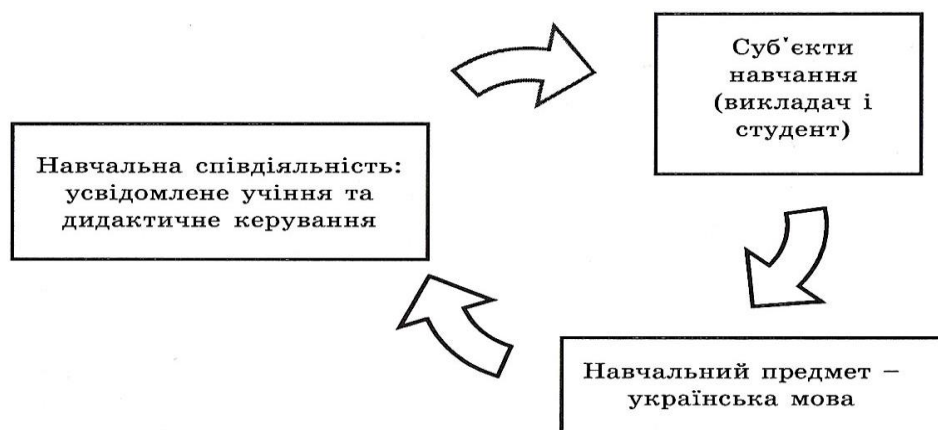 Суб'єкти
навчання
(викладач і
студент)
Навчальна співдіяльність:
усвідомлене учіння та
дидактичне керування
Навчальний предмет –
українська мова